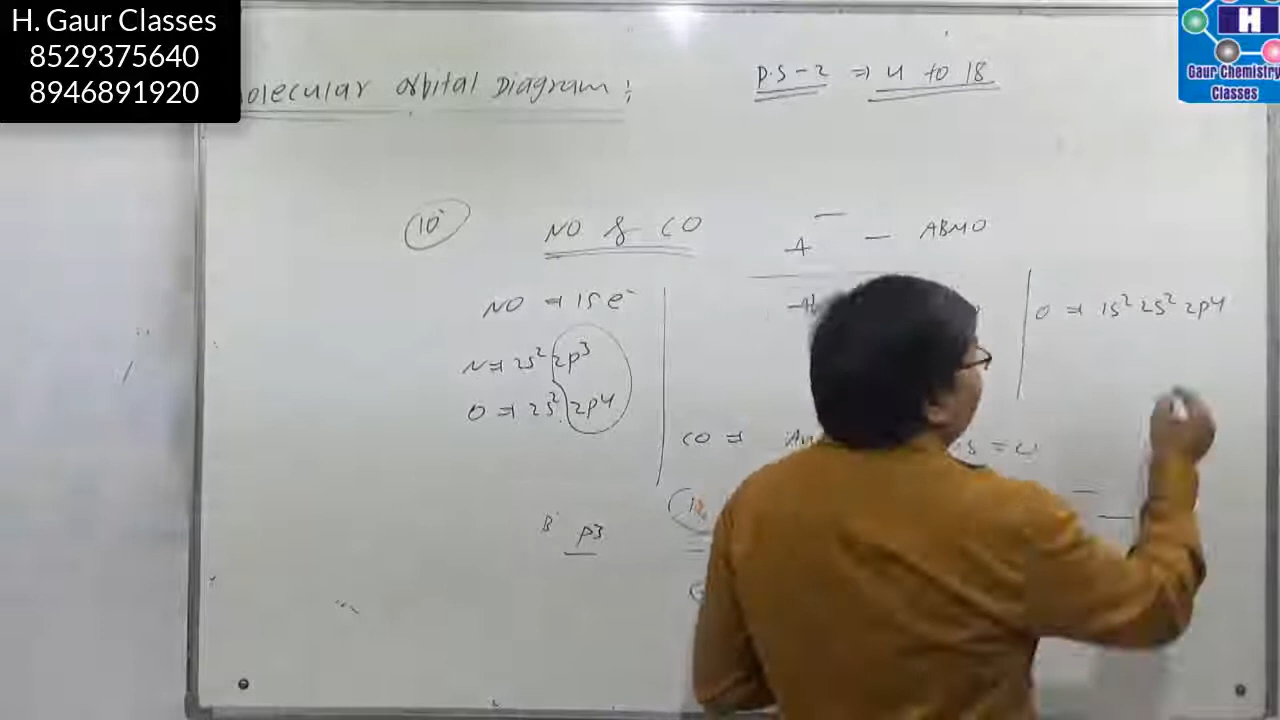 H. Gaur Classes
8529375640
8946891920
H
Gaur Chemistry
Classes
olecular orbital Diagram :
P.S-2 ⇒ 4 to 18
10
NO & CO
A
ABMO
NO ⇒ 15 e⁻
N ⇒ 2s² 2p³
O ⇒ 2s² 2p4
O ⇒ 1s² 2s² 2p4
CO ⇒
B
p3